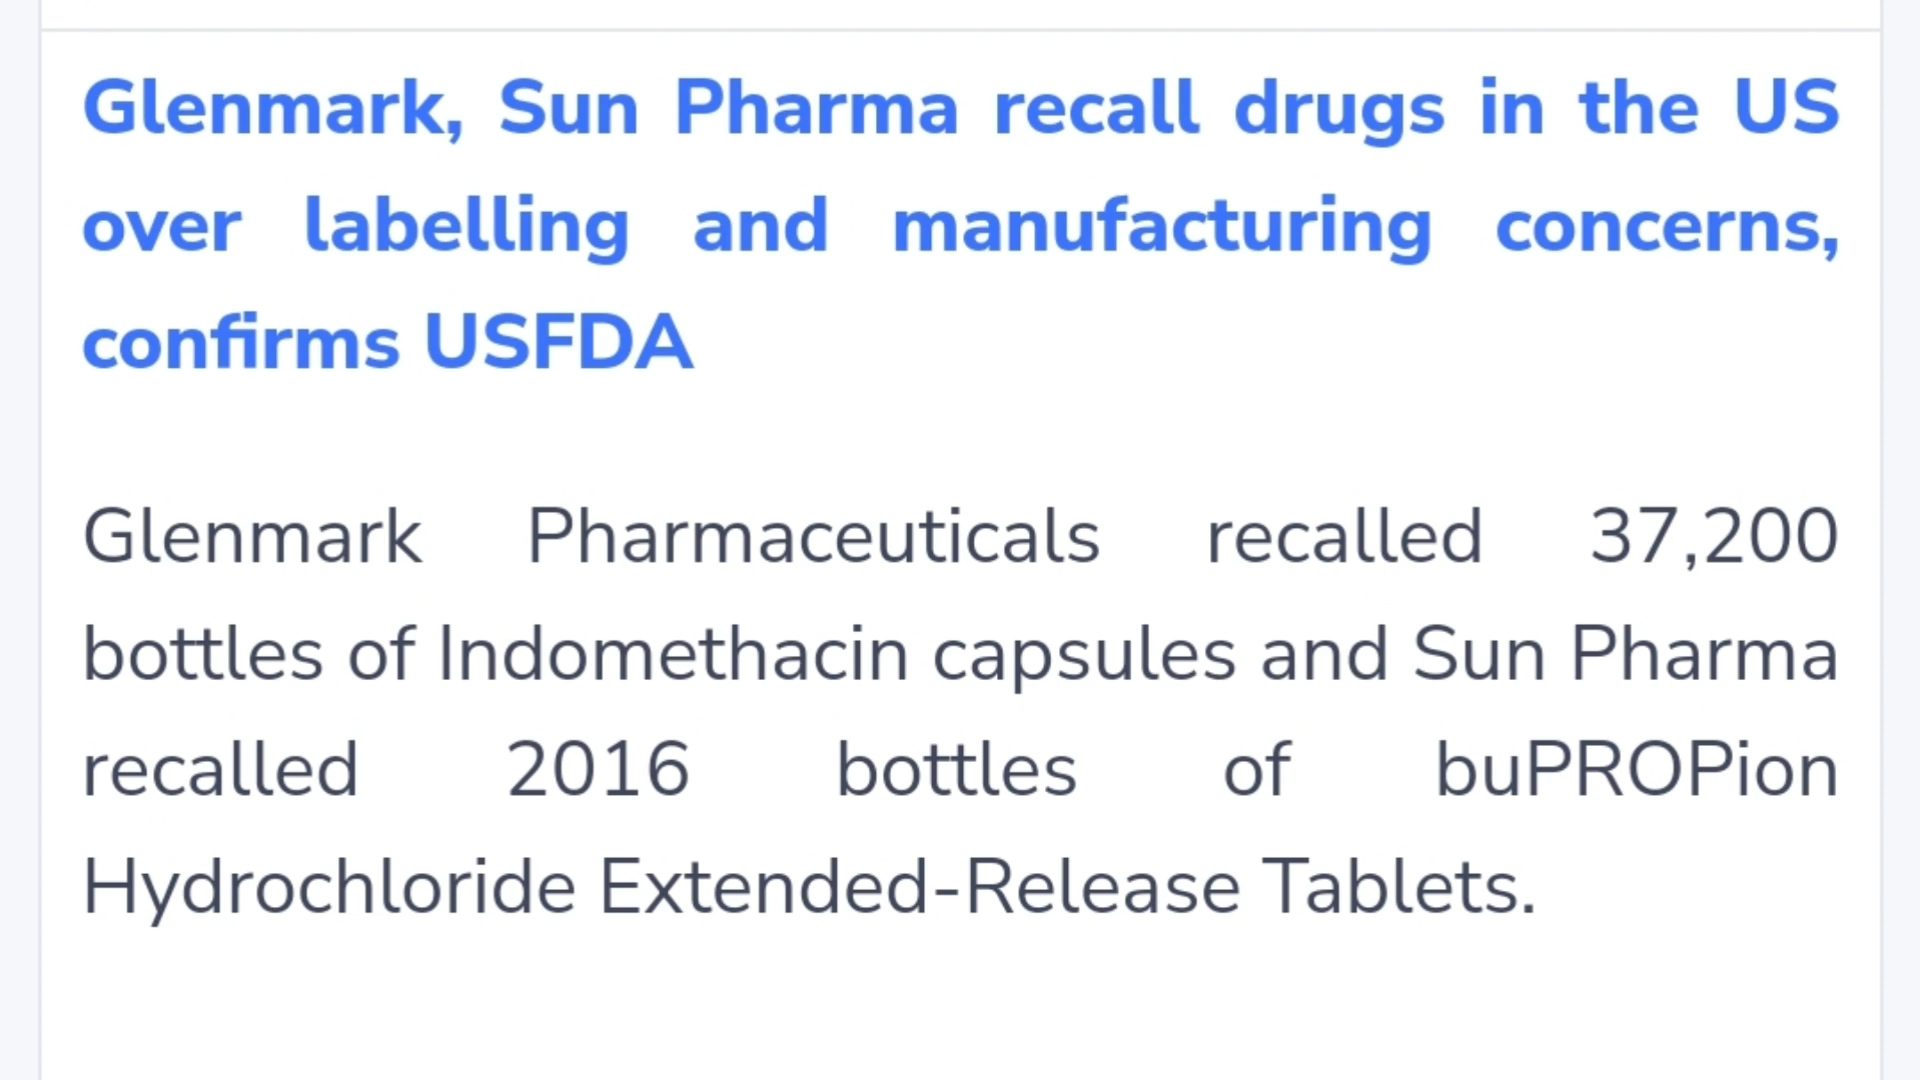 Glenmark, Sun Pharma recall drugs in the US
over labelling and manufacturing concerns,
confirms USFDA
Glenmark Pharmaceuticals recalled 37,200
bottles of Indomethacin capsules and Sun Pharma
recalled 2016 bottles of buPROPion
Hydrochloride Extended-Release Tablets.